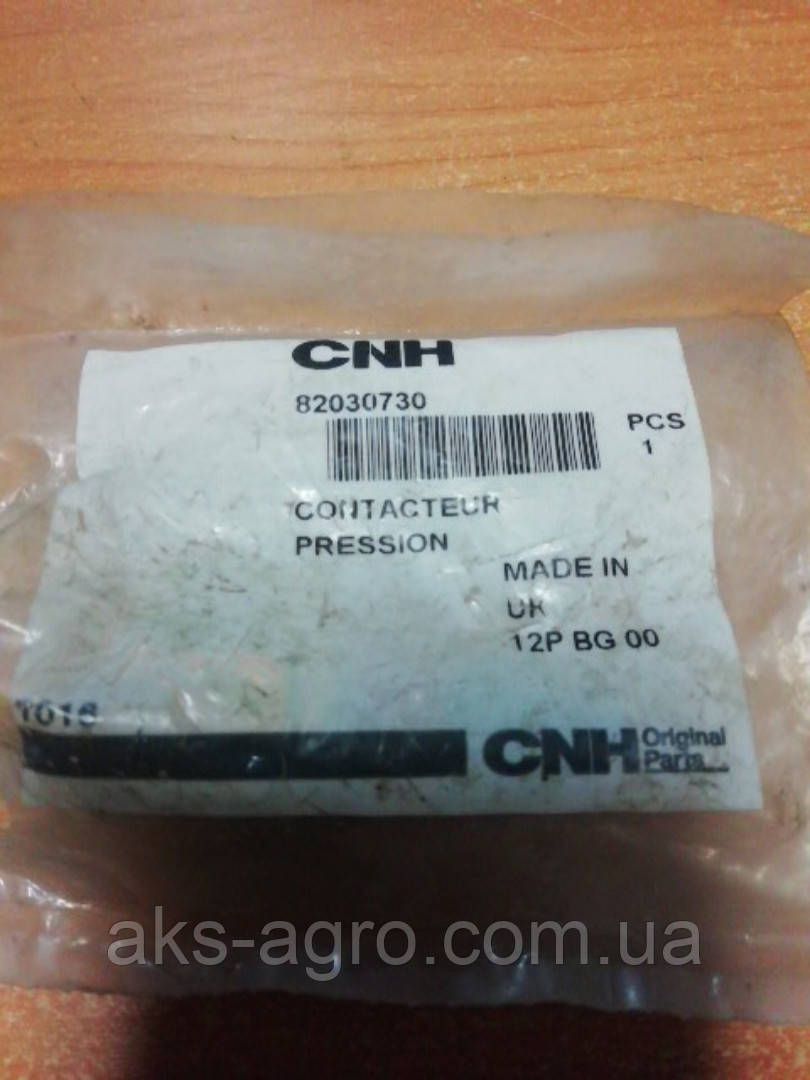 CNH
82030730
PCS
1
CONTACTEUR
PRESSION
MADE IN
UK
12P BG 00
CNH Original
Parts
aks-agro.com.ua